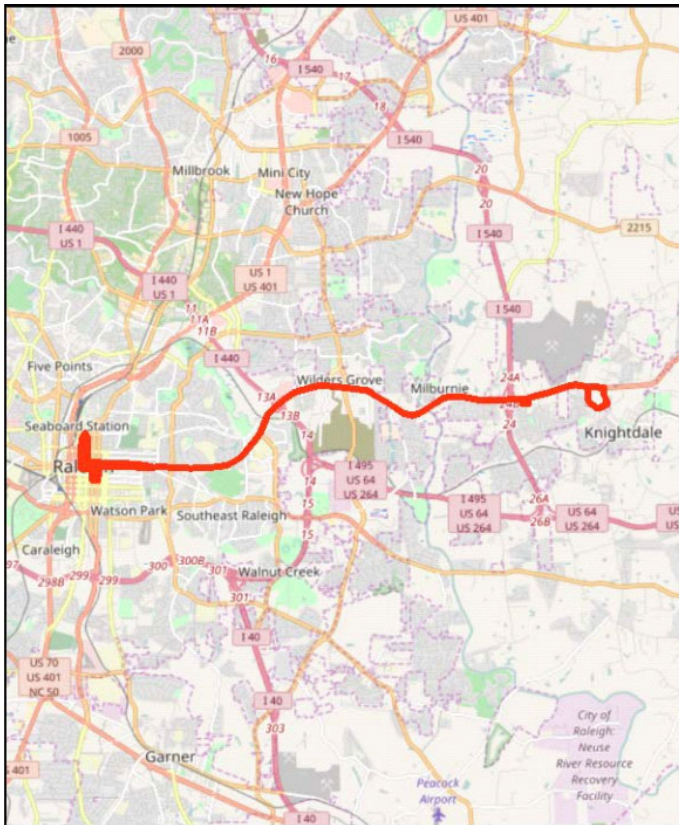 I 540
US 401
2000
16
I 540
17
18
1005
I 540
Millbrook
Mini City
20
New Hope
Church
20
2215
I 440
US 1
I 540
I 440
US 1
US 1
US 401
11
11A
11B
I 440
I 540
Five Points
Wilders Grove
Milburnie
24A
13A
13B
24
Seaboard Station
Knightdale
14
I 495
US 64
US 264
14
Watson Park
Southeast Raleigh
15
I 495
US 64
US 264
26A
26B
US 64
US 264
15
Caraleigh
97
298B
299
299
300
300B
301
Walnut Creek
301
I 40
US 70
US 401
NC 50
I 40
303
City of
Raleigh:
Neuse
River Resource
Recovery
Facility
Garner
401
Peacock
Airport
I 40